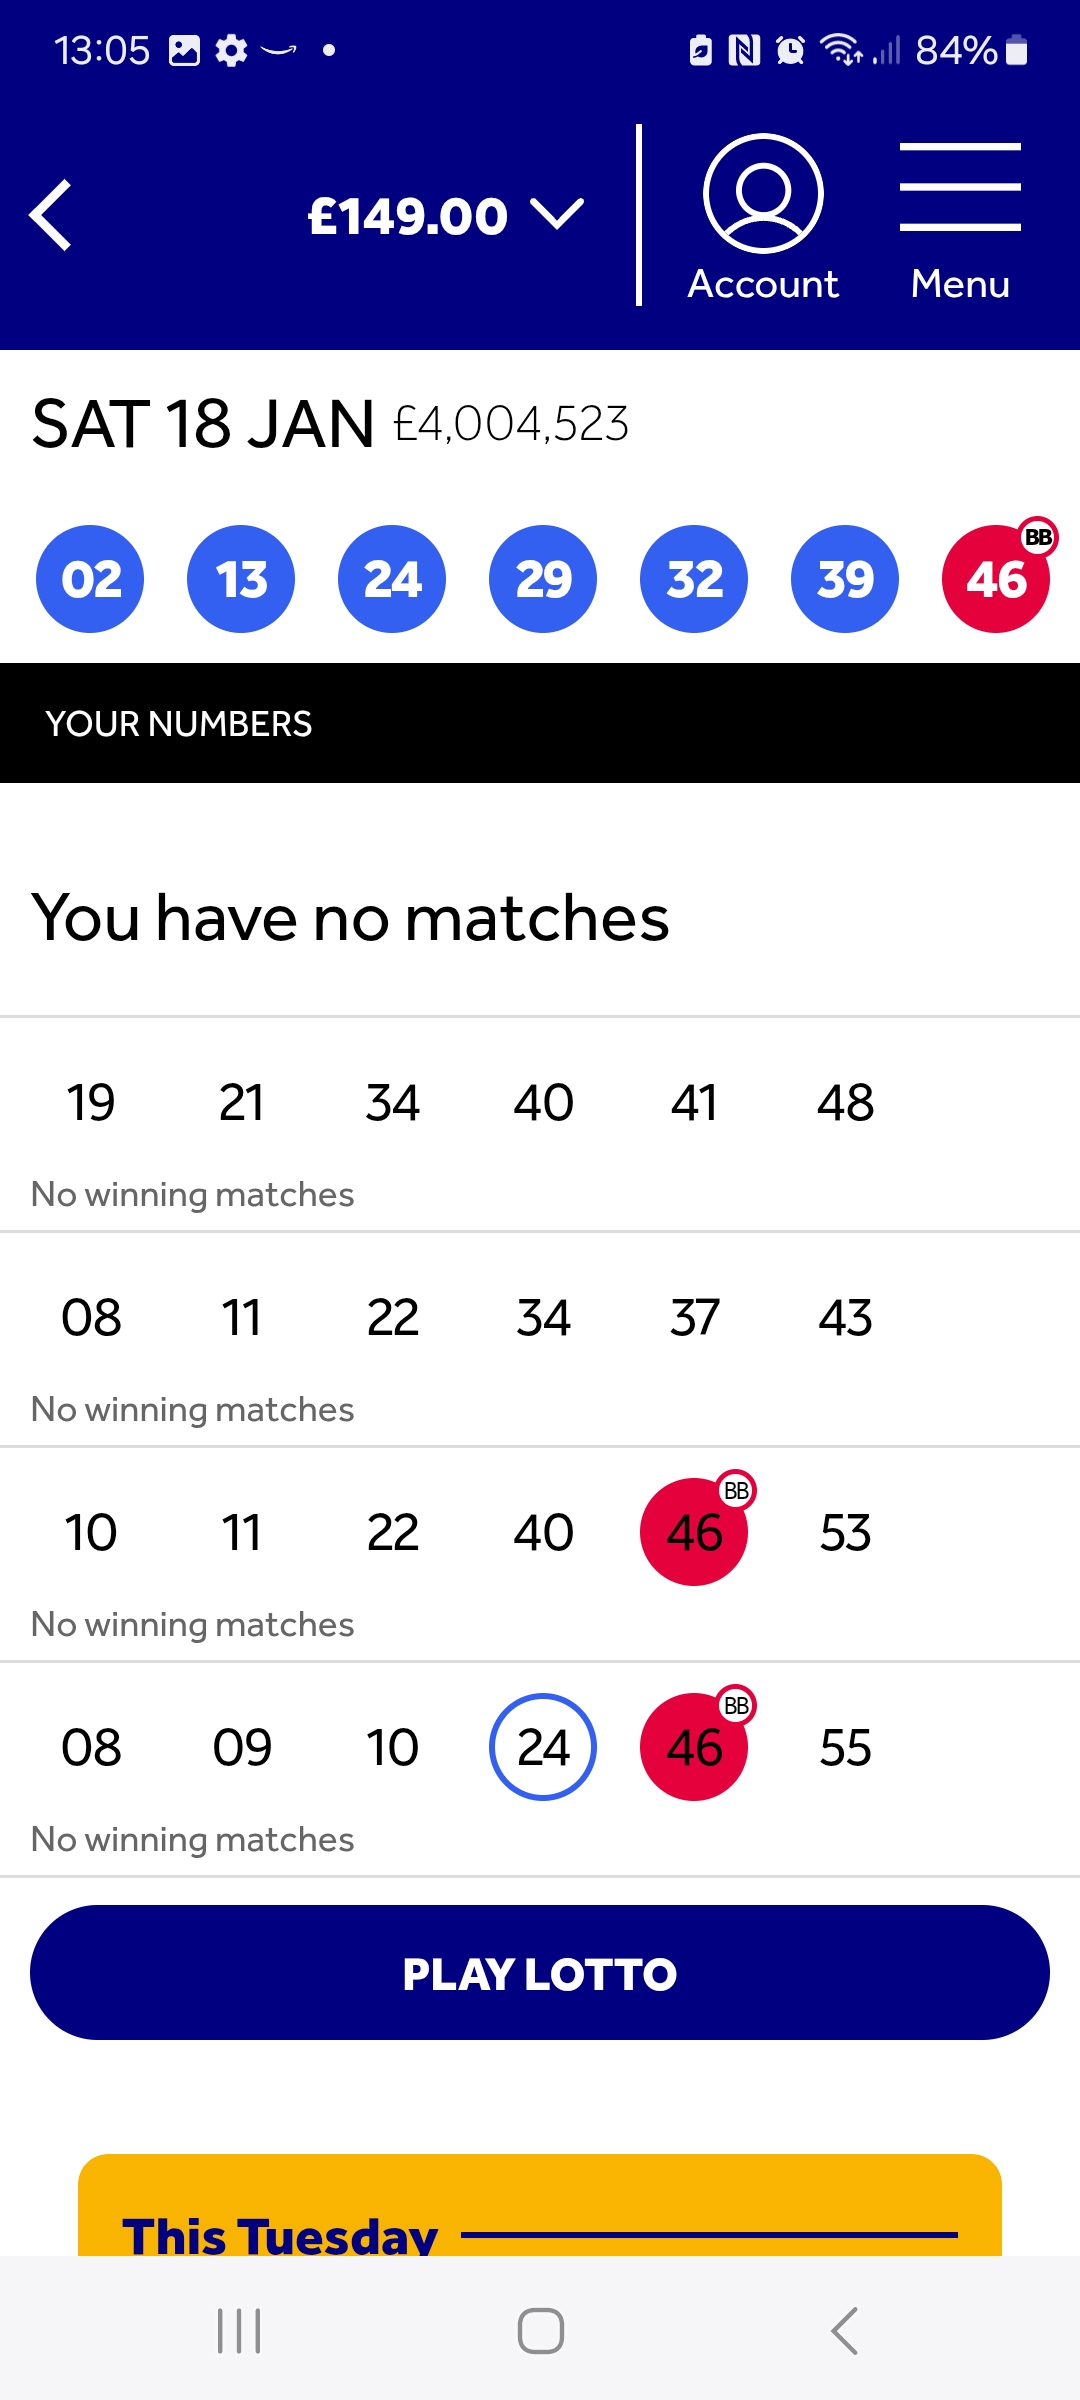 13:05 84%
£149.00
Account Menu
SAT 18 JAN £4,004,523
BB
02 13 24 29 32 39 46
YOUR NUMBERS
You have no matches
19 21 34 40 41 48
No winning matches
08 11 22 34 37 43
No winning matches
BB
10 11 22 40 46 53
No winning matches
BB
08 09 10 24 46 55
No winning matches
PLAY LOTTO
This Tuesday